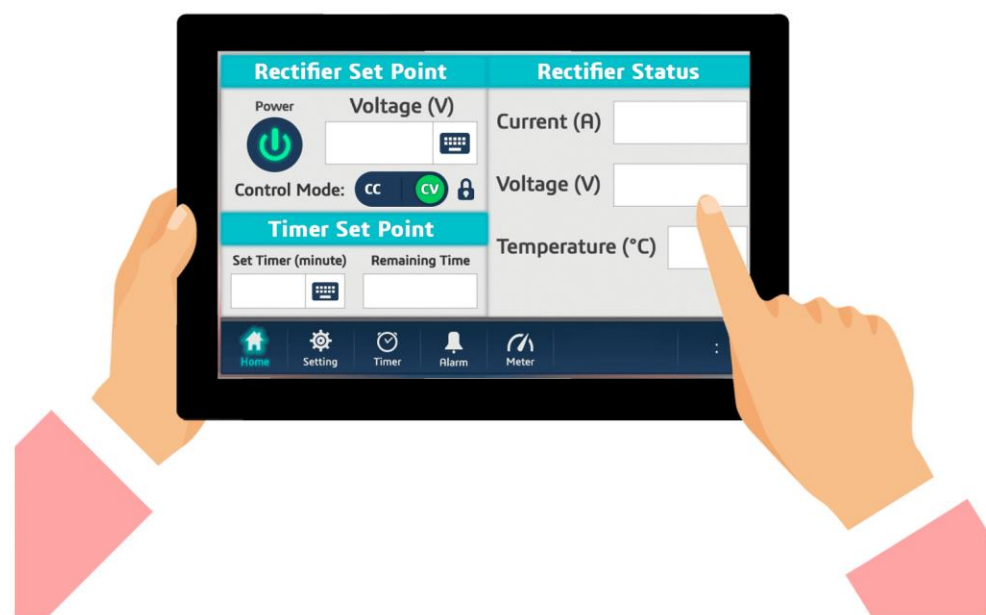 Rectifier Set Point
Power
Voltage (V)
Control Mode:
CC
CV
Timer Set Point
Set Timer (minute)
Remaining Time
Rectifier Status
Current (A)
Voltage (V)
Temperature (°C)
Home
Setting
Timer
Alarm
Meter
: